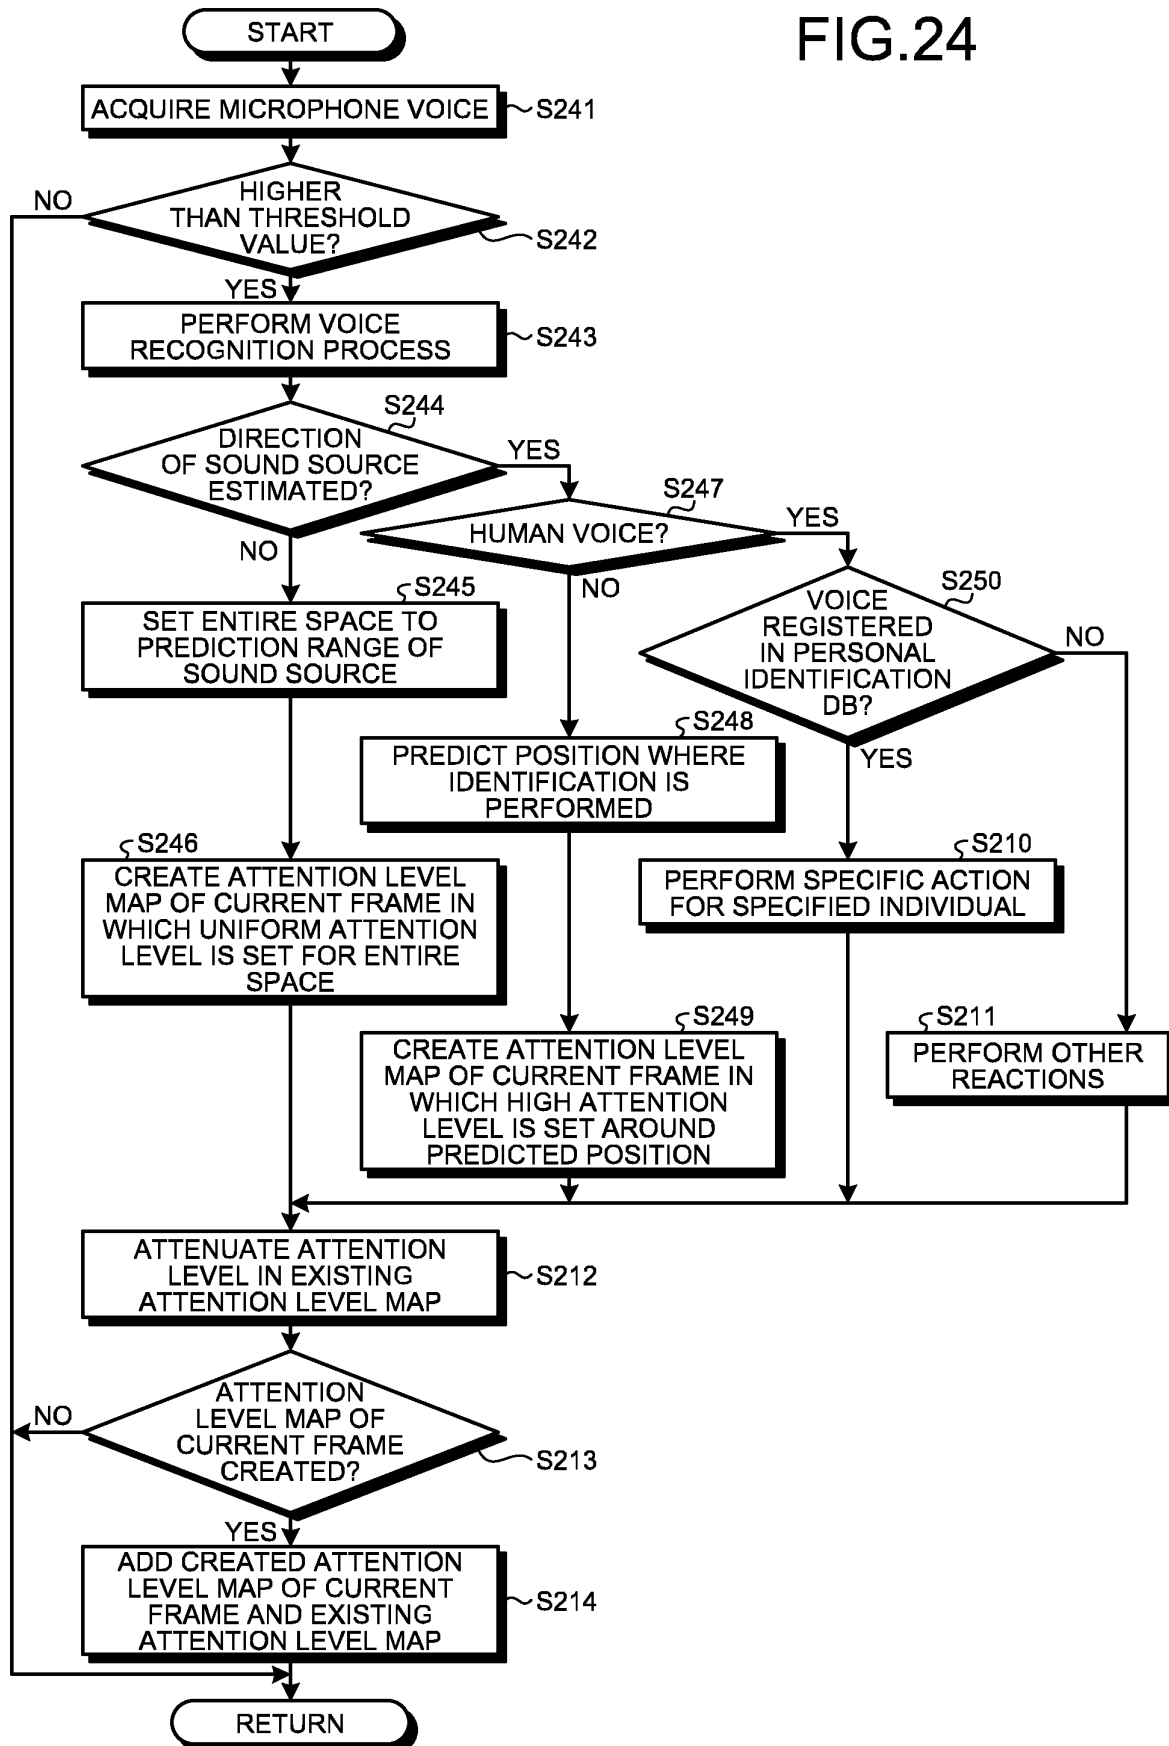 FIG.24
START
ACQUIRE MICROPHONE VOICE
S241
HIGHER
THAN THRESHOLD
VALUE?
NO
S242
YES
PERFORM VOICE
RECOGNITION PROCESS
S243
S244
DIRECTION
OF SOUND SOURCE
ESTIMATED?
YES
NO
S247
HUMAN VOICE?
YES
NO
S245
SET ENTIRE SPACE TO
PREDICTION RANGE OF
SOUND SOURCE
S250
VOICE
REGISTERED
IN PERSONAL
IDENTIFICATION
DB?
NO
YES
S248
PREDICT POSITION WHERE
IDENTIFICATION IS
PERFORMED
S246
CREATE ATTENTION LEVEL
MAP OF CURRENT FRAME IN
WHICH UNIFORM ATTENTION
LEVEL IS SET FOR ENTIRE
SPACE
S210
PERFORM SPECIFIC ACTION
FOR SPECIFIED INDIVIDUAL
S249
CREATE ATTENTION LEVEL
MAP OF CURRENT FRAME IN
WHICH HIGH ATTENTION
LEVEL IS SET AROUND
PREDICTED POSITION
S211
PERFORM OTHER
REACTIONS
ATTENUATE ATTENTION
LEVEL IN EXISTING
ATTENTION LEVEL MAP
S212
ATTENTION
LEVEL MAP OF
CURRENT FRAME
CREATED?
NO
S213
YES
ADD CREATED ATTENTION
LEVEL MAP OF CURRENT
FRAME AND EXISTING
ATTENTION LEVEL MAP
S214
RETURN